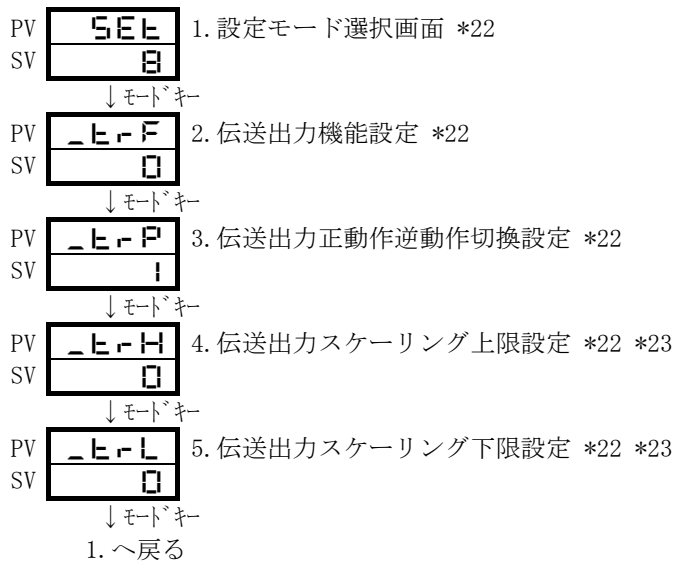 PV SEt 1.設定モード選択画面 *22
SV 8
↓モードキー
PV _trF 2.伝送出力機能設定 *22
SV 0
↓モードキー
PV _trP 3.伝送出力正動作逆動作切換設定 *22
SV 1
↓モードキー
PV _trH 4.伝送出力スケーリング上限設定 *22 *23
SV 0
↓モードキー
PV _trL 5.伝送出力スケーリング下限設定 *22 *23
SV 0
↓モードキー
1.へ戻る